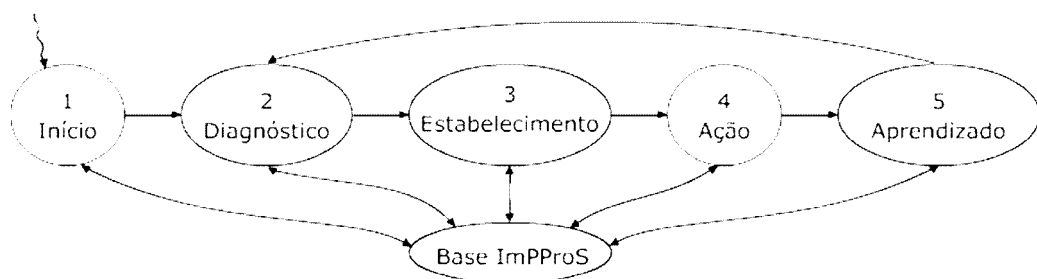 1
Início
2
Diagnóstico
3
Estabelecimento
4
Ação
5
Aprendizado
Base ImPProS